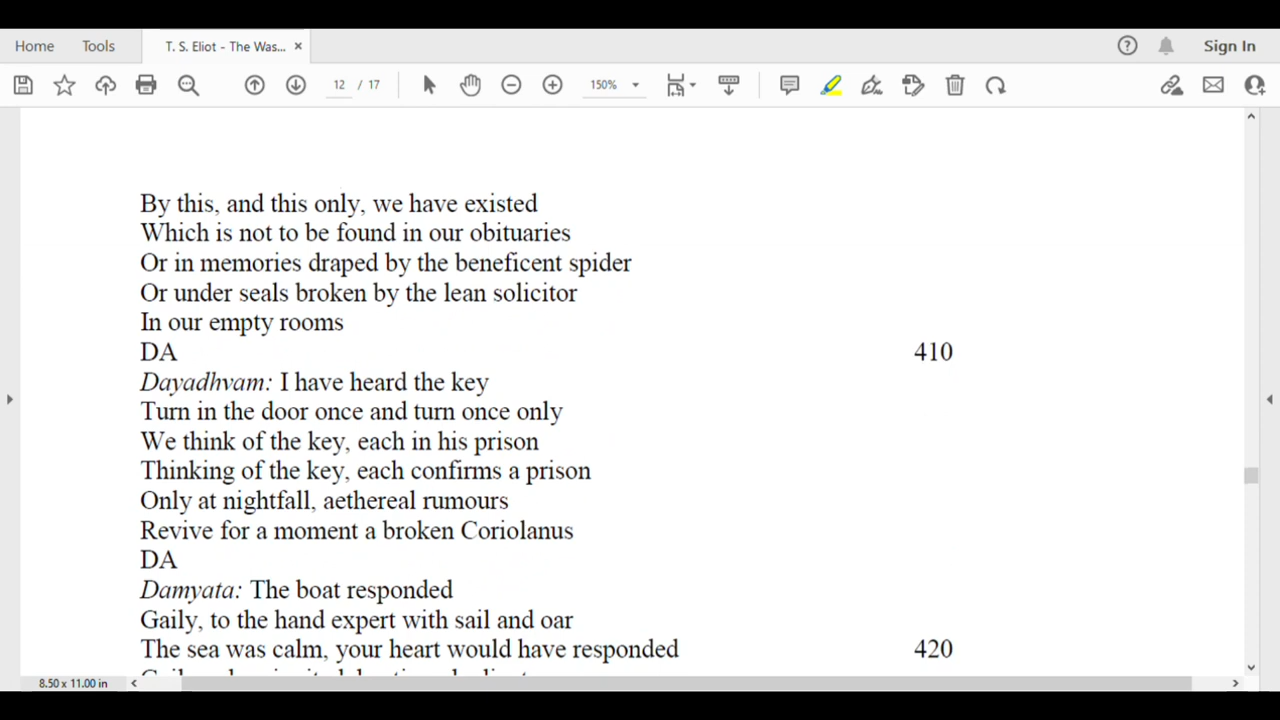 Home Tools T. S. Eliot - The Was... × Sign In
12 / 17 150%
By this, and this only, we have existed
Which is not to be found in our obituaries
Or in memories draped by the beneficent spider
Or under seals broken by the lean solicitor
In our empty rooms
DA 410
Dayadhvam: I have heard the key
Turn in the door once and turn once only
We think of the key, each in his prison
Thinking of the key, each confirms a prison
Only at nightfall, aethereal rumours
Revive for a moment a broken Coriolanus
DA
Damyata: The boat responded
Gaily, to the hand expert with sail and oar
The sea was calm, your heart would have responded 420
8.50 x 11.00 in